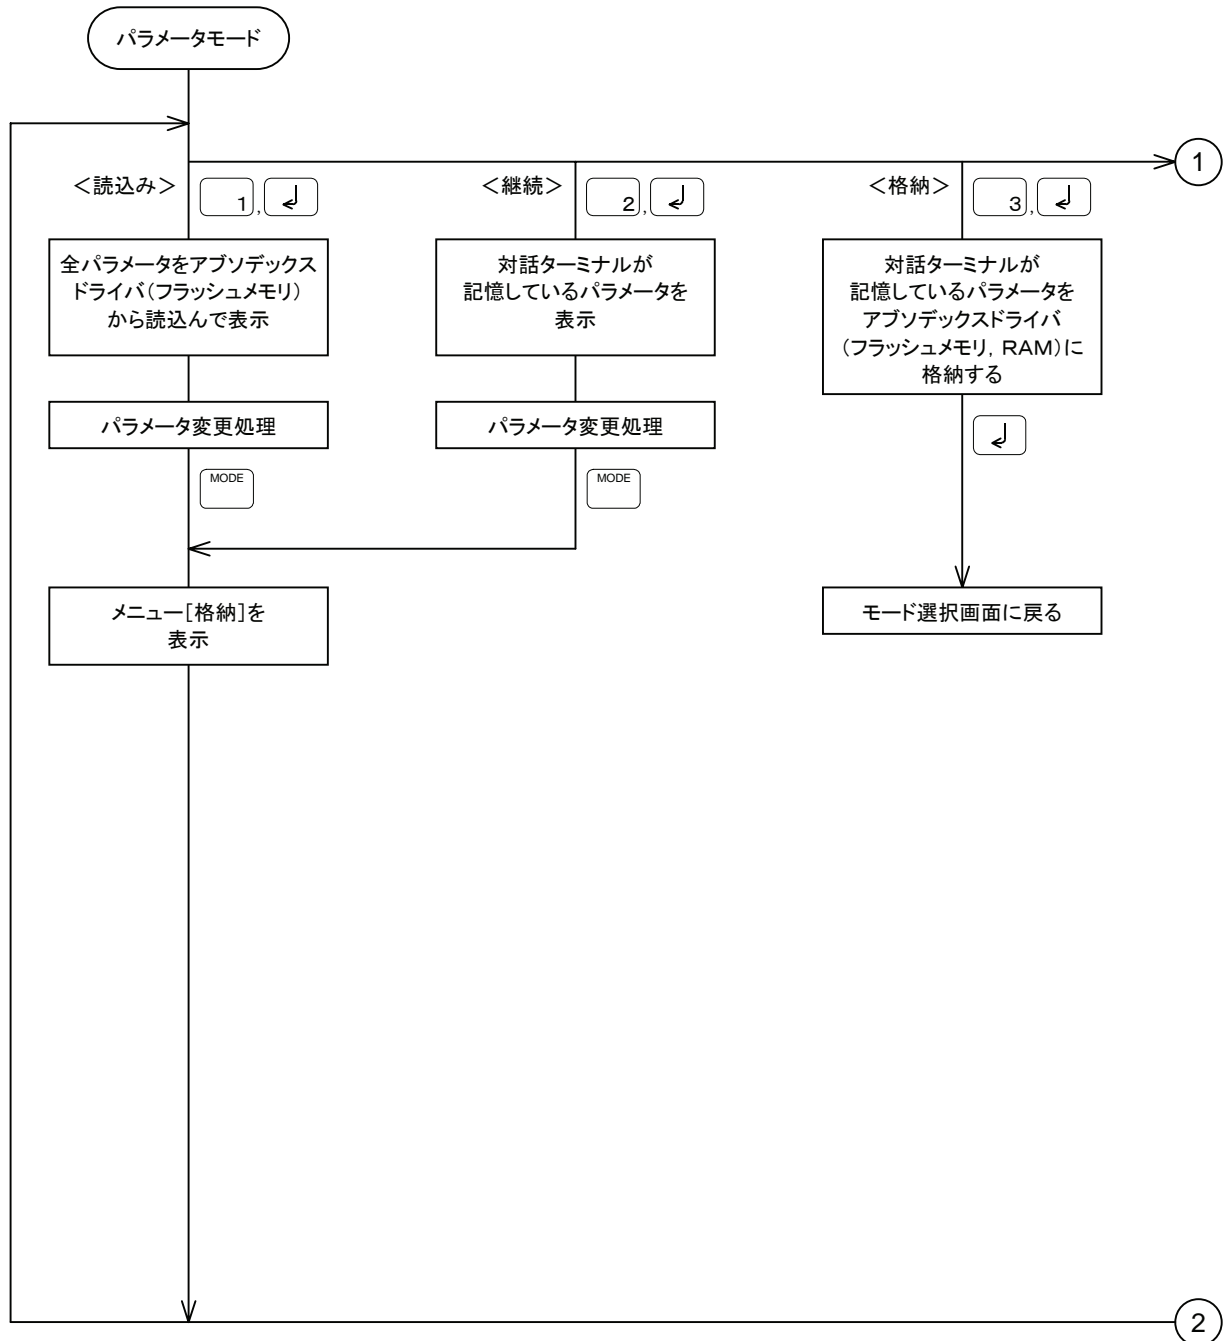 パラメータモード
1
<読込み>
1,
<継続>
2,
<格納>
3,
全パラメータをアブソデックス
ドライバ(フラッシュメモリ)
から読込んで表示
対話ターミナルが
記憶しているパラメータを
表示
対話ターミナルが
記憶しているパラメータを
アブソデックスドライバ
(フラッシュメモリ, RAM)に
格納する
パラメータ変更処理
パラメータ変更処理
MODE
MODE
メニュー[格納]を
表示
モード選択画面に戻る
2